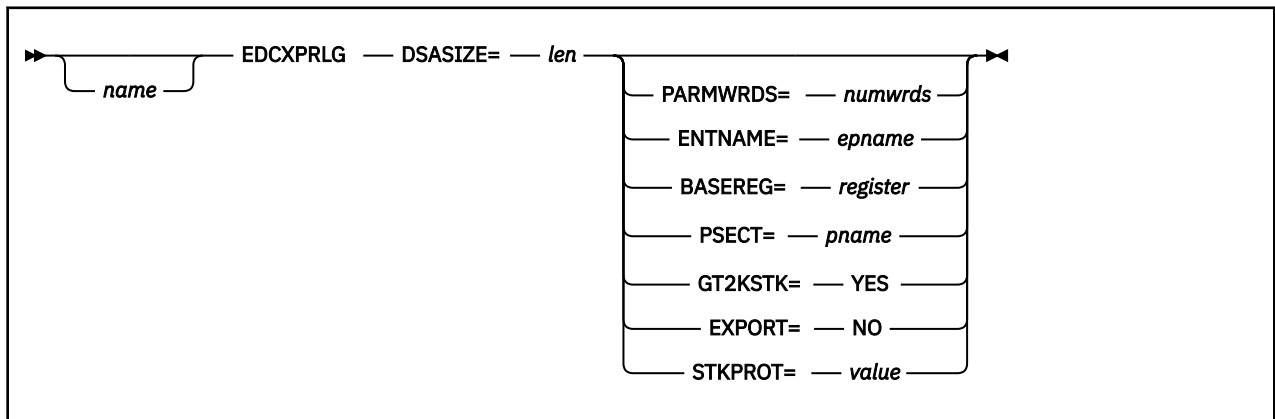 EDCXPRLG DSASIZE= len
name
PARMWRDS= numwrds
ENTNAME= epname
BASEREG= register
PSECT= pname
GT2KSTK= YES
EXPORT= NO
STKPROT= value